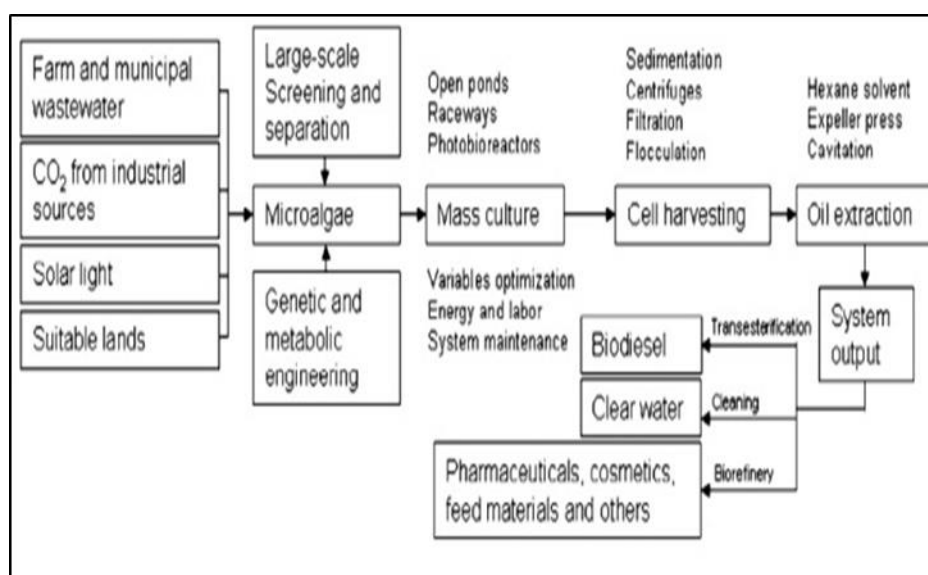 Farm and municipal
wastewater
CO₂ from industrial
sources
Solar light
Suitable lands
Large-scale
Screening and
separation
Microalgae
Genetic and
metabolic
engineering
Open ponds
Raceways
Photobioreactors
Mass culture
Variables optimization
Energy and labor
System maintenance
Sedimentation
Centrifuges
Filtration
Flocculation
Cell harvesting
Hexane solvent
Expeller press
Cavitation
Oil extraction
System
output
Transesterification
Biodiesel
Cleaning
Clear water
Biorefinery
Pharmaceuticals, cosmetics,
feed materials and others